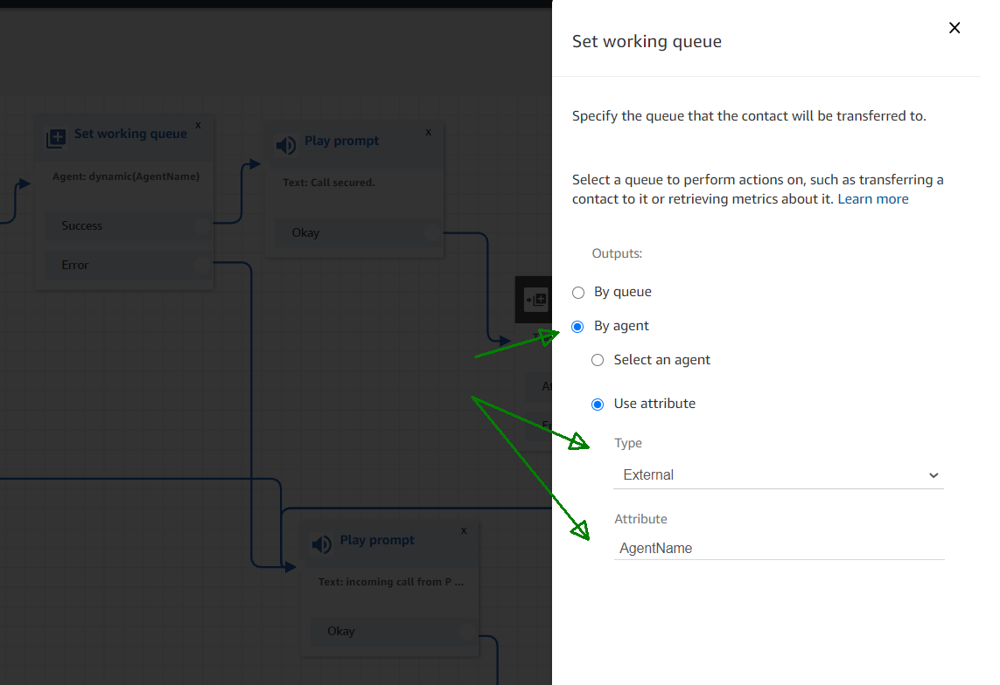 Set working queue
x
Agent: dynamic(AgentName)
Success
Error
Play prompt
x
Text: Call secured.
Okay
Play prompt
x
Text: incoming call from P ...
Okay
Set working queue
Specify the queue that the contact will be transferred to.
Select a queue to perform actions on, such as transferring a
contact to it or retrieving metrics about it. Learn more
Outputs:
By queue
By agent
Select an agent
Use attribute
Type
External
Attribute
AgentName